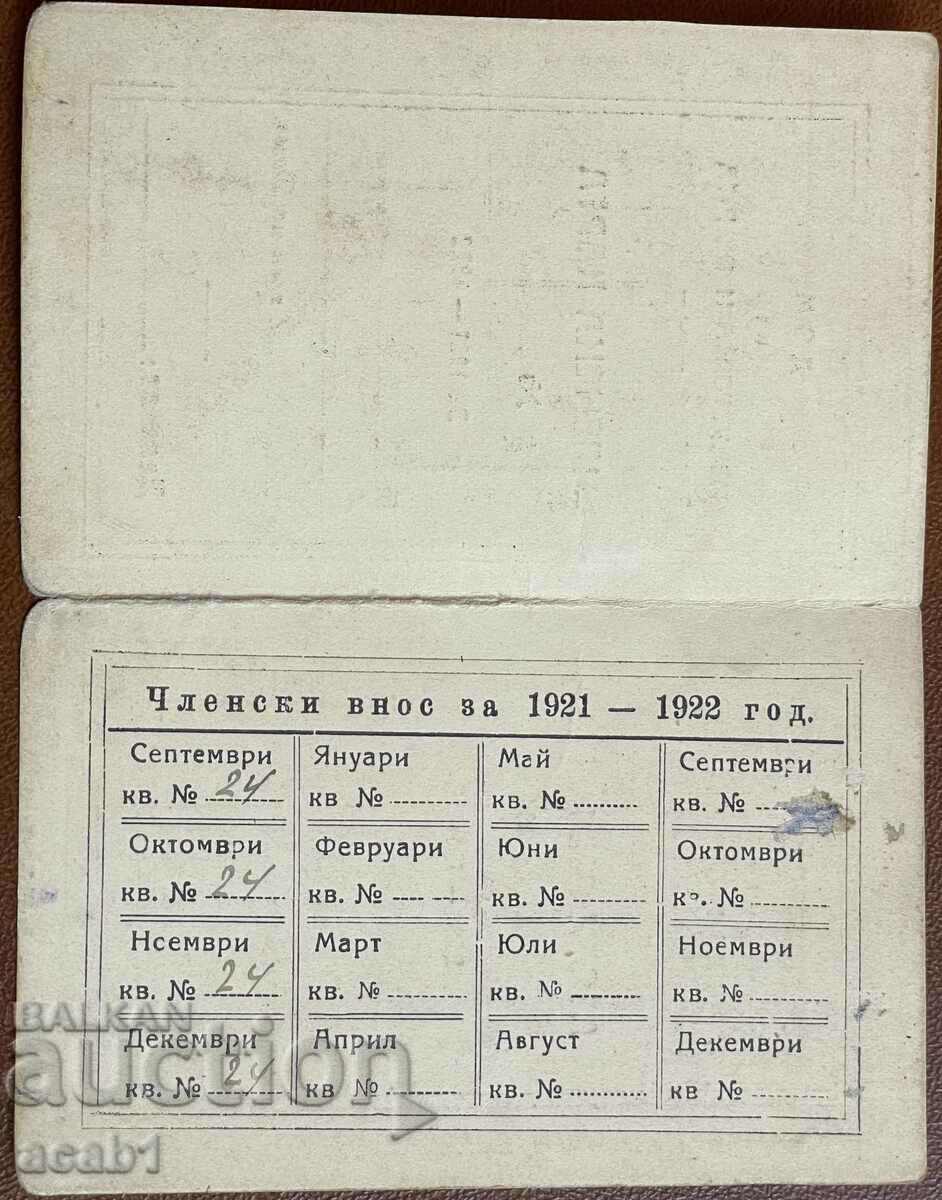 Членски внос за 1921 — 1922 год.
Септември Януари Май Септември
кв. № 24 кв № кв. № кв. №
Октомври Февруари Юни Октомври
кв. № 24 кв. № кв. № к. №
Нсември Март Юли Ноември
кв. № 24 кв. № кв. № кв. №
Декември Април Август Декември
кв. № 24 кв № кв. № кв №
BALKAN
auction
acab1